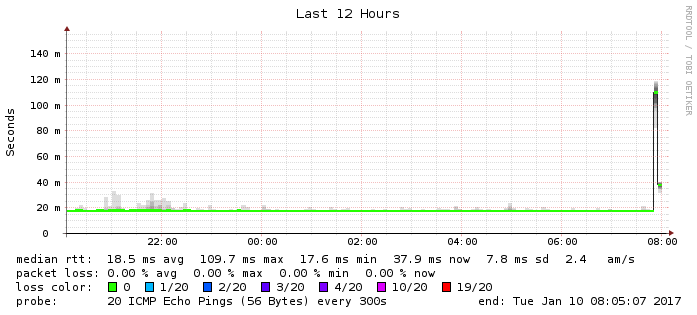 Last 12 Hours
RRDTOOL / TOBI OETIKER
Seconds
140 m
120 m
100 m
80 m
60 m
40 m
20 m
0
22:00 00:00 02:00 04:00 06:00 08:00
median rtt: 18.5 ms avg 109.7 ms max 17.6 ms min 37.9 ms now 7.8 ms sd 2.4 am/s
packet loss: 0.00 % avg 0.00 % max 0.00 % min 0.00 % now
loss color: 0 1/20 2/20 3/20 4/20 10/20 19/20
probe: 20 ICMP Echo Pings (56 Bytes) every 300s end: Tue Jan 10 08:05:07 2017